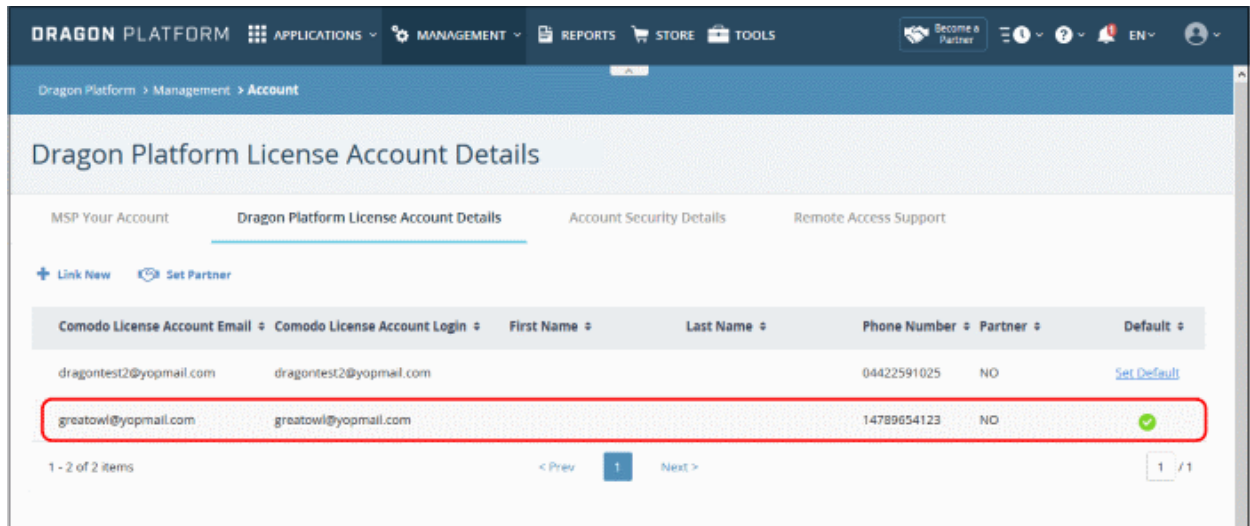 DRAGON PLATFORM APPLICATIONS MANAGEMENT REPORTS STORE TOOLS Become a Partner EN
Dragon Platform > Management > Account
Dragon Platform License Account Details
MSP Your Account Dragon Platform License Account Details Account Security Details Remote Access Support
Link New Set Partner
Comodo License Account Email Comodo License Account Login First Name Last Name Phone Number Partner Default
dragontest2@yopmail.com dragontest2@yopmail.com 04422591025 NO Set Default
greatowl@yopmail.com greatowl@yopmail.com 14789654123 NO
1 - 2 of 2 items < Prev 1 Next > 1 / 1